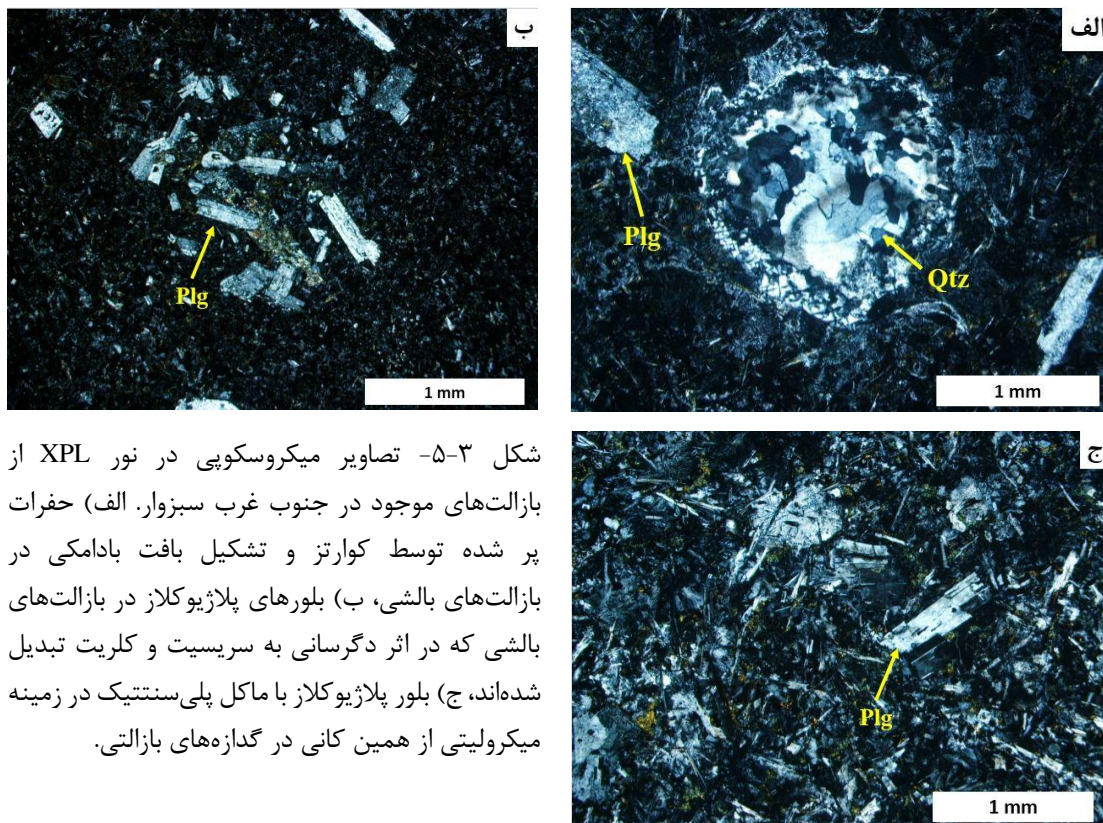 الف
Plg
Qtz
1 mm
ب
Plg
1 mm
ج
Plg
1 mm
شکل ۳-۵- تصاویر میکروسکوپی در نور XPL از
بازالت‌های موجود در جنوب غرب سبزوار. الف) حفرات
پر شده توسط کوارتز و تشکیل بافت بادامکی در
بازالت‌های بالشی، ب) بلورهای پلاژیوکلاز در بازالت‌های
بالشی که در اثر دگرسانی به سریسیت و کلریت تبدیل
شده‌اند، ج) بلور پلاژیوکلاز با ماکل پلی‌سنتتیک در زمینه
میکرولیتی از همین کانی در گدازه‌های بازالتی.